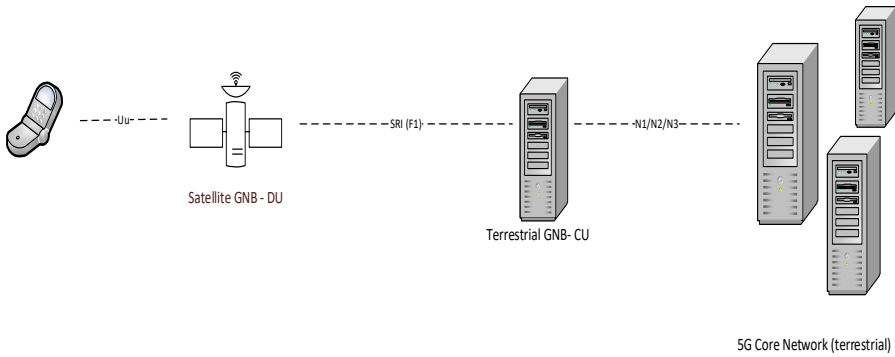 Uu
SRI (F1)
N1/N2/N3
Satellite GNB - DU
Terrestrial GNB- CU
5G Core Network (terrestrial)